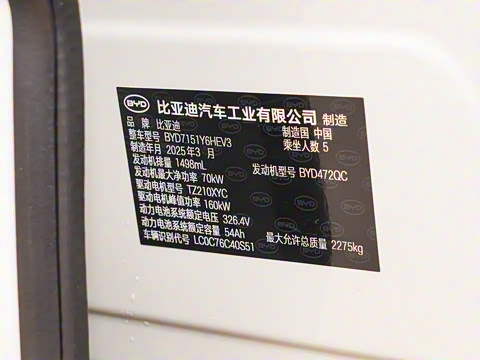 BYD 比亚迪汽车工业有限公司 制造
品 牌 比亚迪 制造国 中国
整车型号 BYD7151Y6HEV3 乘坐人数 5
制造年月 2025年3 月
发动机排量 1498mL 发动机型号 BYD472QC
发动机最大净功率 70kW
驱动电机型号 TZ210XYC
驱动电机峰值功率 160kW
动力电池系统额定电压 326.4V
动力电池系统额定容量 54Ah 最大允许总质量 2275kg
车辆识别代号 LC0C76C40S51